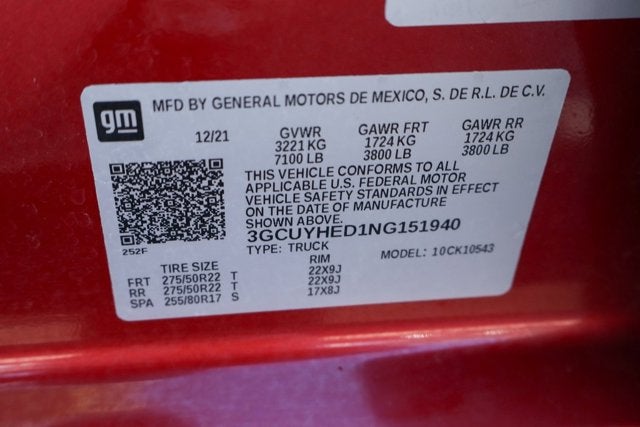 gm
MFD BY GENERAL MOTORS DE MEXICO, S. DE R.L. DE C.V.
12/21 GVWR GAWR FRT GAWR RR
3221 KG 1724 KG 1724 KG
7100 LB 3800 LB 3800 LB
THIS VEHICLE CONFORMS TO ALL
APPLICABLE U.S. FEDERAL MOTOR
VEHICLE SAFETY STANDARDS IN EFFECT
ON THE DATE OF MANUFACTURE
SHOWN ABOVE.
3GCUYHED1NG151940
252F
TYPE: TRUCK MODEL: 10CK10543
TIRE SIZE RIM
FRT 275/50R22 T 22X9J
RR 275/50R22 T 22X9J
SPA 255/80R17 S 17X8J